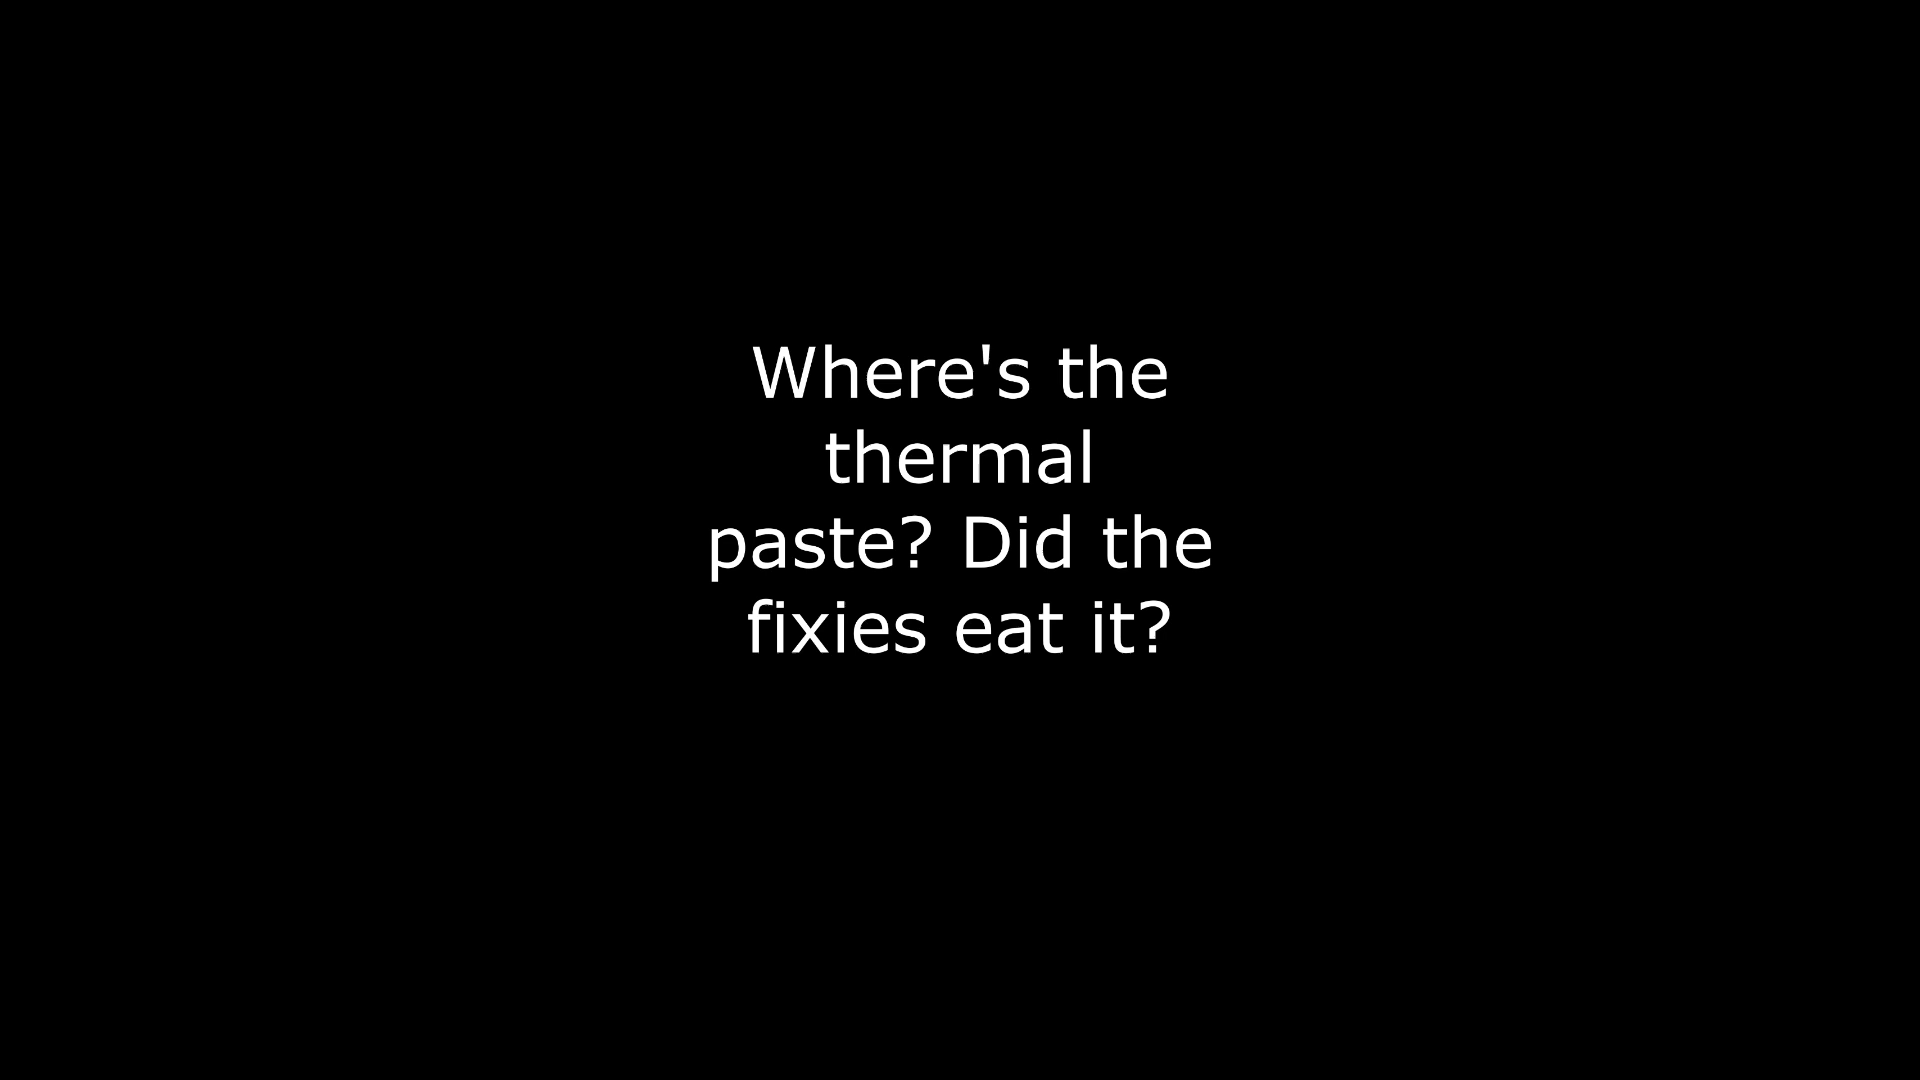 Where's the
thermal
paste? Did the
fixies eat it?